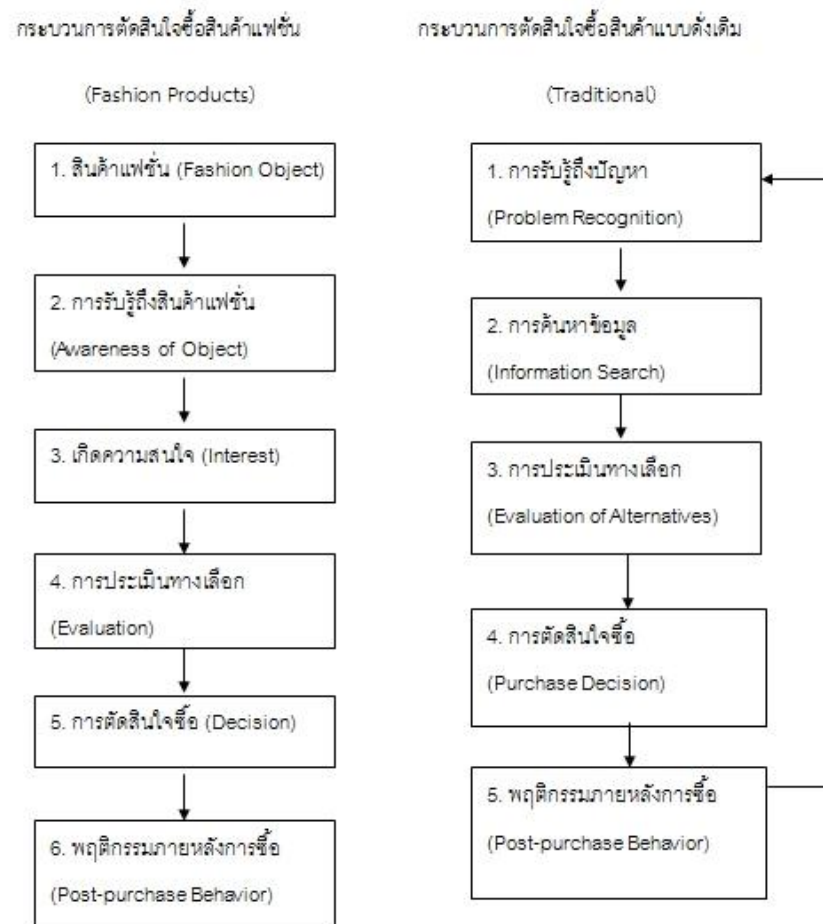 กระบวนการตัดสินใจซื้อสินค้าแฟชั่น
(Fashion Products)
1. สินค้าแฟชั่น (Fashion Object)
2. การรับรู้ถึงสินค้าแฟชั่น
(Awareness of Object)
3. เกิดความสนใจ (Interest)
4. การประเมินทางเลือก
(Evaluation)
5. การตัดสินใจซื้อ (Decision)
6. พฤติกรรมภายหลังการซื้อ
(Post-purchase Behavior)
กระบวนการตัดสินใจซื้อสินค้าแบบดั่งเดิม
(Traditional)
1. การรับรู้ถึงปัญหา
(Problem Recognition)
2. การค้นหาข้อมูล
(Information Search)
3. การประเมินทางเลือก
(Evaluation of Alternatives)
4. การตัดสินใจซื้อ
(Purchase Decision)
5. พฤติกรรมภายหลังการซื้อ
(Post-purchase Behavior)